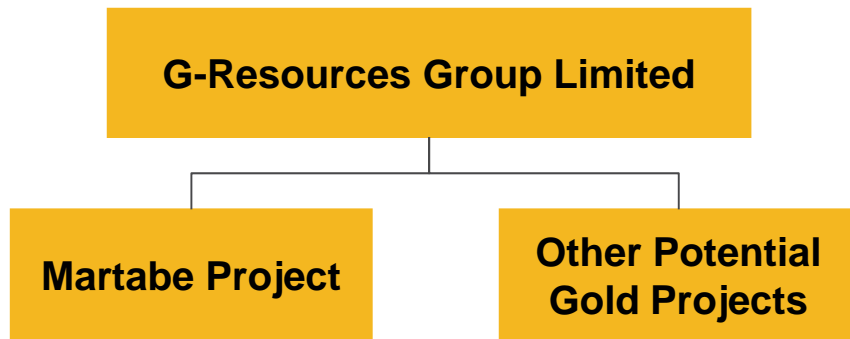 G-Resources Group Limited
Martabe Project
Other Potential
Gold Projects